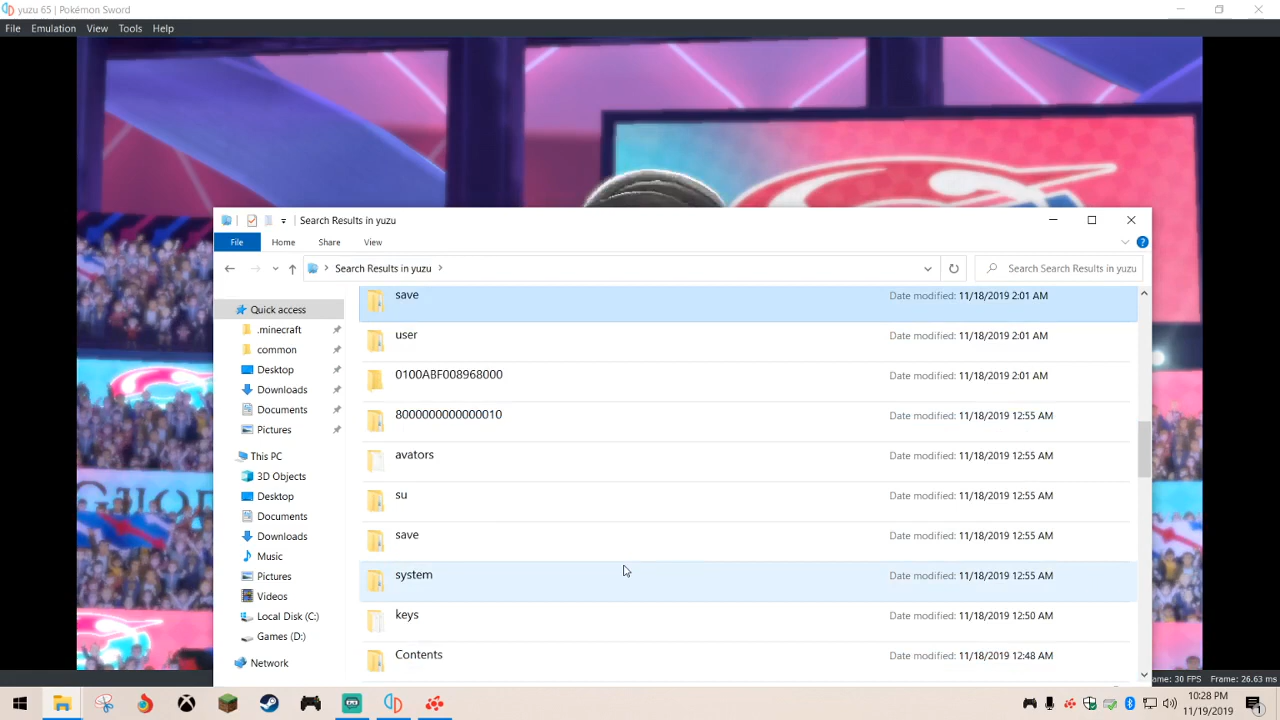 yuzu 65 | Pokémon Sword
File Emulation View Tools Help
Search Results in yuzu
File Home Share View
Search Results in yuzu
Search Search Results in yuzu
Quick access
.minecraft
common
Desktop
Downloads
Documents
Pictures
This PC
3D Objects
Desktop
Documents
Downloads
Music
Pictures
Videos
Local Disk (C:)
Games (D:)
Network
save Date modified: 11/18/2019 2:01 AM
user Date modified: 11/18/2019 2:01 AM
0100ABF008968000 Date modified: 11/18/2019 2:01 AM
8000000000000010 Date modified: 11/18/2019 12:55 AM
avators Date modified: 11/18/2019 12:55 AM
su Date modified: 11/18/2019 12:55 AM
save Date modified: 11/18/2019 12:55 AM
system Date modified: 11/18/2019 12:55 AM
keys Date modified: 11/18/2019 12:50 AM
Contents Date modified: 11/18/2019 12:48 AM
ame: 30 FPS Frame: 26.63 ms
10:28 PM
11/19/2019